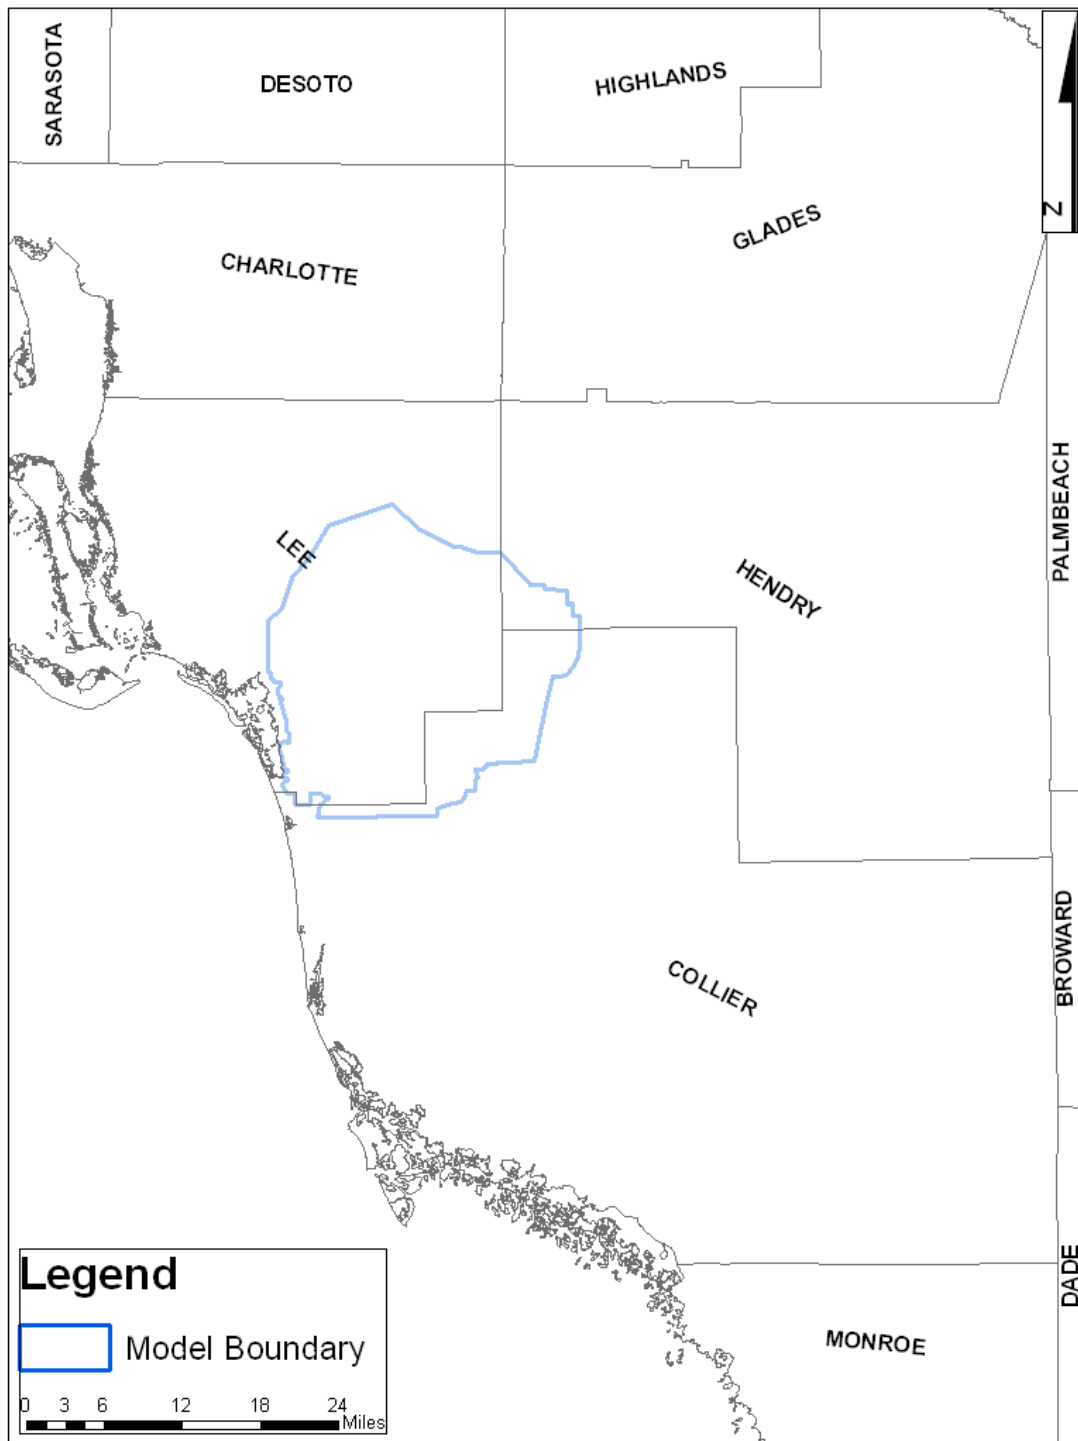 SARASOTA
DESOTO
HIGHLANDS
GLADES
Z
CHARLOTTE
PALMBEACH
LEE
HENDRY
BROWARD
COLLIER
DADE
MONROE
Legend
Model Boundary
0 3 6 12 18 24
Miles